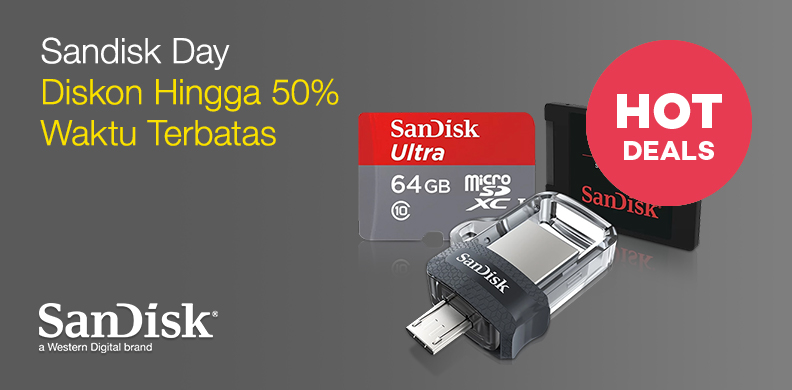 Sandisk Day
Diskon Hingga 50%
Waktu Terbatas
HOT
DEALS
SanDisk
Ultra
64 GB micro SD XC I
10
SanDisk
SanDisk
SanDisk®
a Western Digital brand